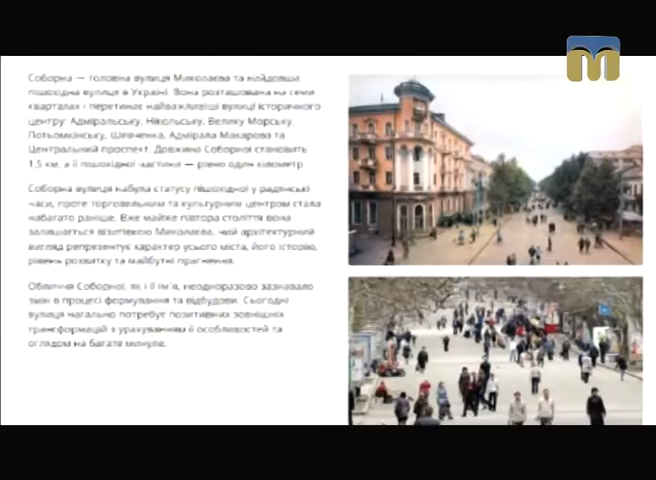 Соборна — головна вулиця Миколаєва та найдовша
пішохідна вулиця в Україні. Вона розташована на семи
кварталах і перетинає найважливіші вулиці історичного
центру: Адміральську, Нікольську, Велику Морську,
Потьомкінську, Шевченка, Адмірала Макарова та
Центральний проспект. Довжина Соборної становить
1,5 км, а її пішохідної частини — рівно один кілометр.
Соборна вулиця набула статусу пішохідної у радянські
часи, проте торговельним та культурним центром стала
набагато раніше. Вже майже півтора століття вона
залишається візитівкою Миколаєва, чий архітектурний
вигляд репрезентує характер усього міста, його історію,
рівень розвитку та майбутні прагнення.
Обличчя Соборної, як і її ім'я, неодноразово зазнавало
змін в процесі формування та відбудови. Сьогодні
вулиця нагально потребує позитивних зовнішніх
трансформацій з урахуванням її особливостей та
оглядом на багате минуле.